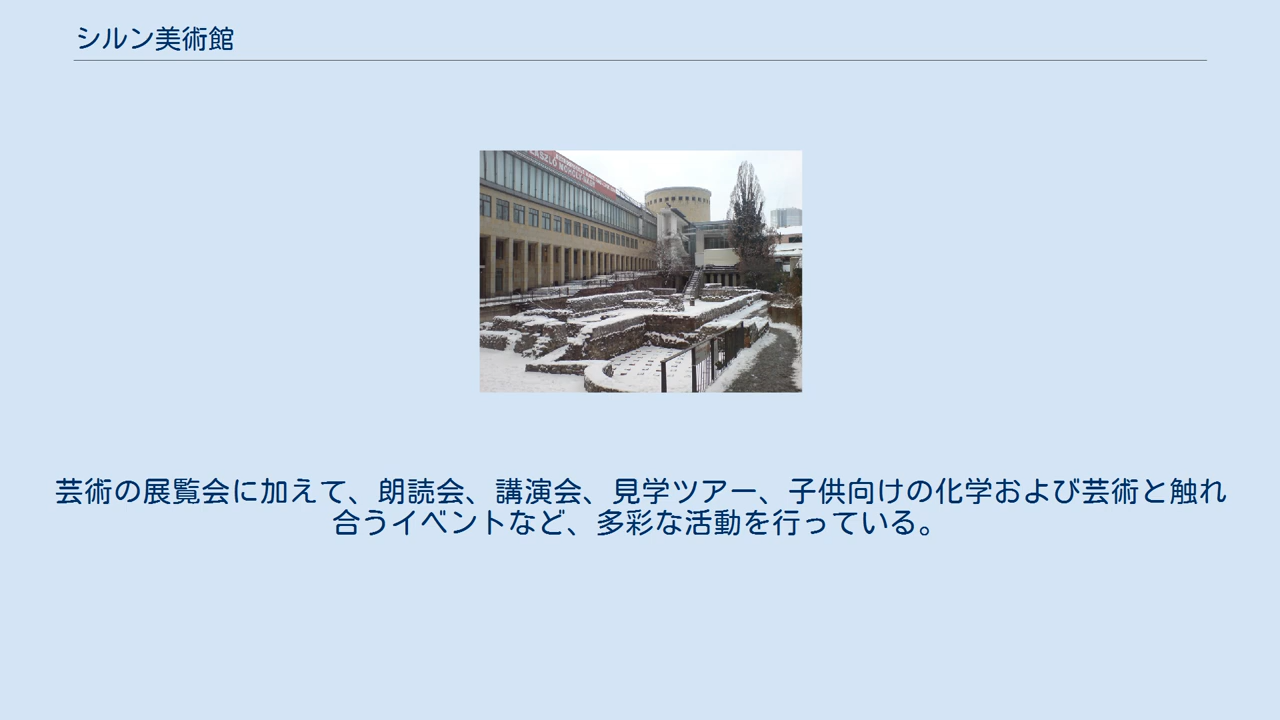 シルン美術館
LÁSZLÓ MOHOLY-NAGY
芸術の展覧会に加えて、朗読会、講演会、見学ツアー、子供向けの化学および芸術と触れ
合うイベントなど、多彩な活動を行っている。